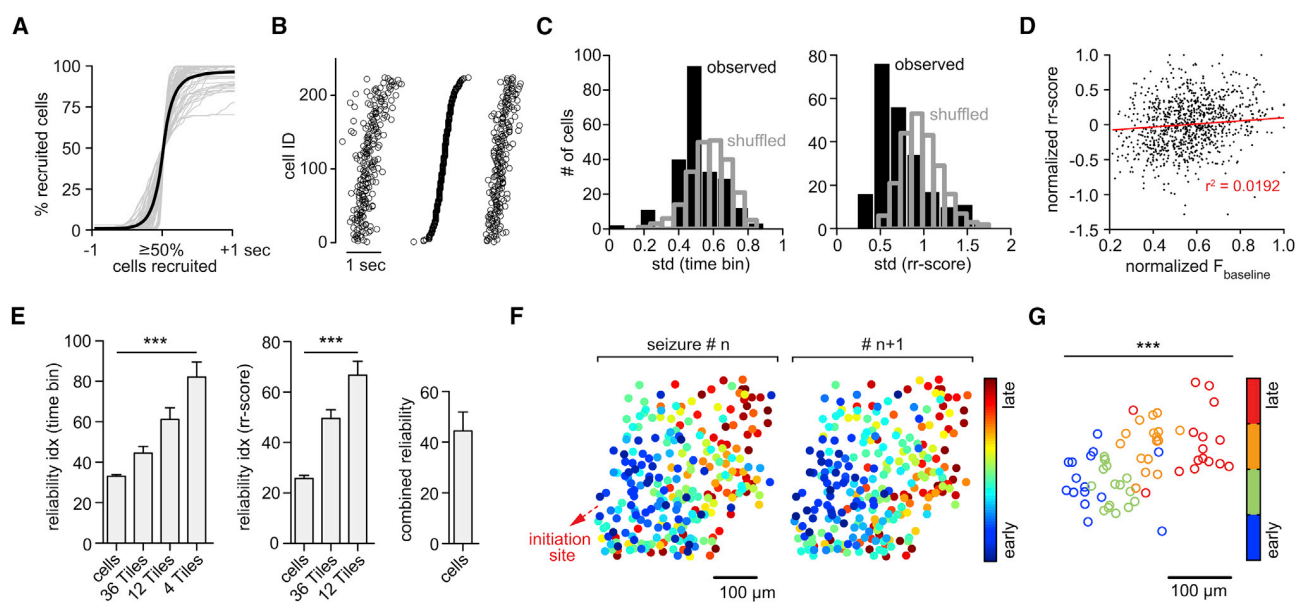 A
% recruited cells
100
75
50
25
0
-1
≥50%
+1 sec
cells recruited
B
cell ID
200
100
0
1 sec
C
# of cells
100
80
60
40
20
0
observed
shuffled
0
0.2
0.4
0.6
0.8
1
std (time bin)
80
60
40
20
0
observed
shuffled
0
0.5
1
1.5
2
std (rr-score)
D
normalized rr-score
1.0
0.5
0
-0.5
-1.0
-1.5
r² = 0.0192
0.2
0.4
0.6
0.8
1.0
normalized Fbaseline
E
reliability idx (time bin)
100
80
60
40
20
0
***
cells
36 Tiles
12 Tiles
4 Tiles
reliability idx (rr-score)
80
60
40
20
0
***
cells
36 Tiles
12 Tiles
combined reliability
60
40
20
0
cells
F
seizure # n
# n+1
initiation
site
late
early
100 µm
G
***
late
early
100 µm